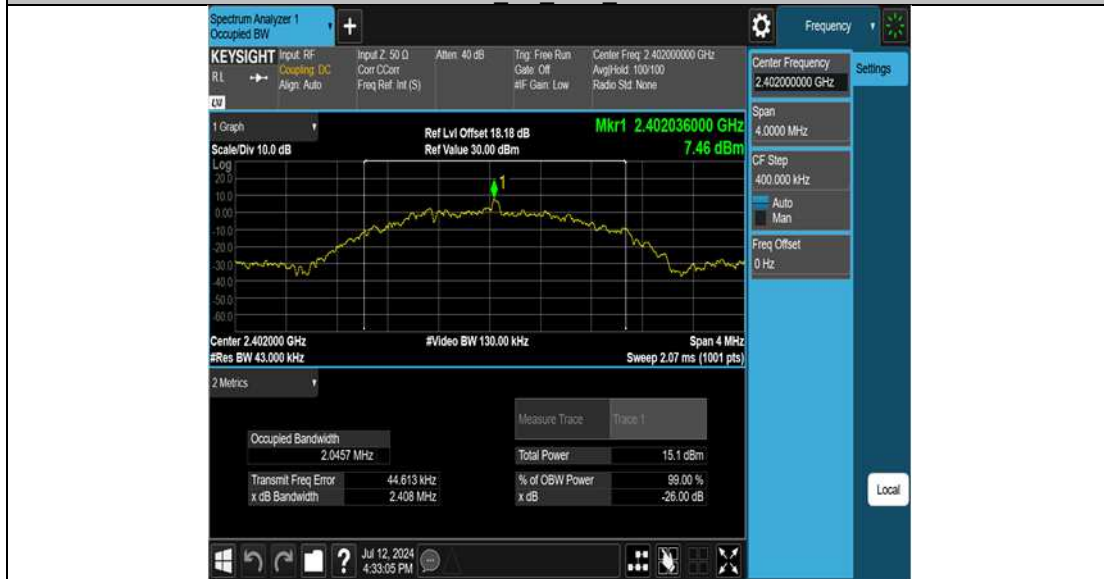 Spectrum Analyzer 1
Occupied BW
+
Frequency
KEYSIGHT Input: RF
RL
Coupling: DC
Align: Auto
Input Z: 50 Ω
Corr CCorr
Freq Ref: Int (S)
Atten: 40 dB
Trig: Free Run
Gate: Off
#IF Gain: Low
Center Freq: 2.402000000 GHz
Avg|Hold: 100/100
Radio Std: None
Center Frequency
2.402000000 GHz
Settings
Span
4.0000 MHz
CF Step
400.000 kHz
Auto
Man
Freq Offset
0 Hz
Local
1 Graph
Scale/Div 10.0 dB
Ref Lvl Offset 18.18 dB
Ref Value 30.00 dBm
Mkr1 2.402036000 GHz
7.46 dBm
Log
20.0
10.0
0.00
-10.0
-20.0
-30.0
-40.0
-50.0
-60.0
1
Center 2.402000 GHz
#Res BW 43.000 kHz
#Video BW 130.00 kHz
Span 4 MHz
Sweep 2.07 ms (1001 pts)
2 Metrics
Measure Trace Trace 1
Occupied Bandwidth
2.0457 MHz
Total Power 15.1 dBm
Transmit Freq Error 44.613 kHz
% of OBW Power 99.00 %
x dB Bandwidth 2.408 MHz
x dB -26.00 dB
?
Jul 12, 2024
4:33:05 PM